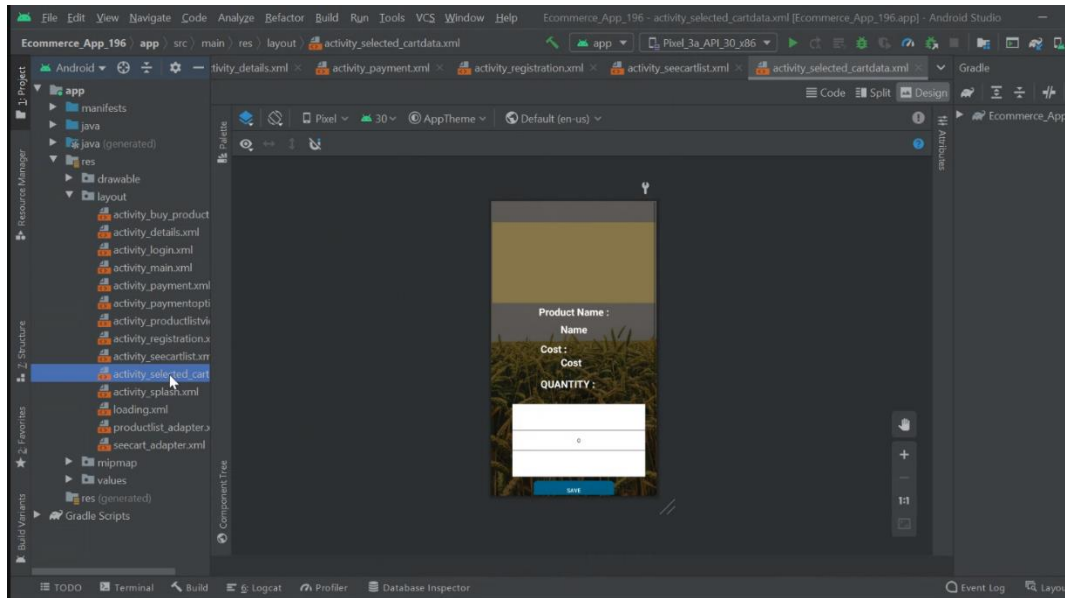 File Edit View Navigate Code Analyze Refactor Build Run Tools VCS Window Help Ecommerce_App_196 - activity_selected_cartdata.xml [Ecommerce_App_196.app] - Android Studio
Ecommerce_App_196 app src main res layout activity_selected_cartdata.xml app Pixel_3a_API_30_x86
Android tivity_details.xml activity_payment.xml activity_registration.xml activity_seecartlist.xml activity_selected_cartdata.xml Gradle
Code Split Design
1: Project
Resource Manager
Z: Structure
2: Favorites
Build Variants
app
manifests
java
java (generated)
res
drawable
layout
activity_buy_product
activity_details.xml
activity_login.xml
activity_main.xml
activity_payment.xml
activity_paymentopti
activity_productlistvi
activity_registration.x
activity_seecartlist.xm
activity_selected_cart
activity_splash.xml
loading.xml
productlist_adapter.x
seecart_adapter.xml
mipmap
values
res (generated)
Gradle Scripts
Palette
Component Tree
Pixel 30 AppTheme Default (en-us)
Product Name :
Name
Cost :
Cost
QUANTITY :
0
SAVE
1:1
Attributes
Ecommerce_App
TODO Terminal Build 6: Logcat Profiler Database Inspector Event Log Layou